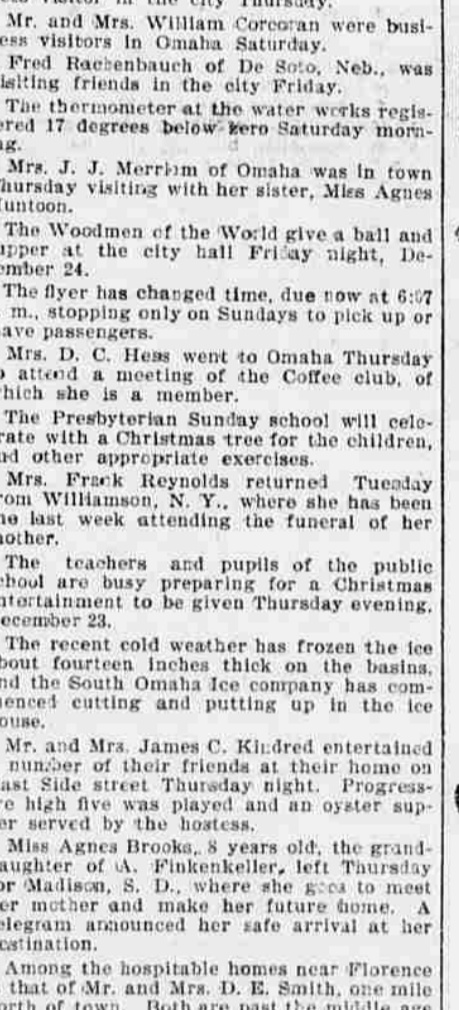 visitor in the city Thursday.
Mr. and Mrs. William Corcoran were busi-
ess visitors in Omaha Saturday.
Fred Racbenbauch of De Soto, Neb., was
isiting friends in the city Friday.
The thermometer at the water works regis-
ered 17 degrees below zero Saturday morn-
ng.
Mrs. J. J. Merriam of Omaha was in town
hursday visiting with her sister, Miss Agnes
untoon.
The Woodmen of the World give a ball and
upper at the city hall Friday night, De-
ember 24.
The flyer has changed time, due now at 6:07
m., stopping only on Sundays to pick up or
ave passengers.
Mrs. D. C. Hess went to Omaha Thursday
o attend a meeting of the Coffee club, of
hich she is a member.
The Presbyterian Sunday school will cele-
rate with a Christmas tree for the children,
nd other appropriate exercises.
Mrs. Frank Reynolds returned Tuesday
rom Williamson, N. Y., where she has been
he last week attending the funeral of her
nother.
The teachers and pupils of the public
chool are busy preparing for a Christmas
ntertainment to be given Thursday evening,
ecember 23.
The recent cold weather has frozen the ice
bout fourteen inches thick on the basins,
nd the South Omaha Ice company has com-
enced cutting and putting up in the ice
ouse.
Mr. and Mrs. James C. Kindred entertained
number of their friends at their home on
ast Side street Thursday night. Progress-
ve high five was played and an oyster sup-
er served by the hostess.
Miss Agnes Brooks, 8 years old, the grand-
aughter of A. Finkenkeller, left Thursday
or Madison, S. D., where she goes to meet
er mother and make her future home. A
elegram announced her safe arrival at her
estination.
Among the hospitable homes near Florence
that of Mr. and Mrs. D. E. Smith, one mile
orth of town. Both are past the middle age